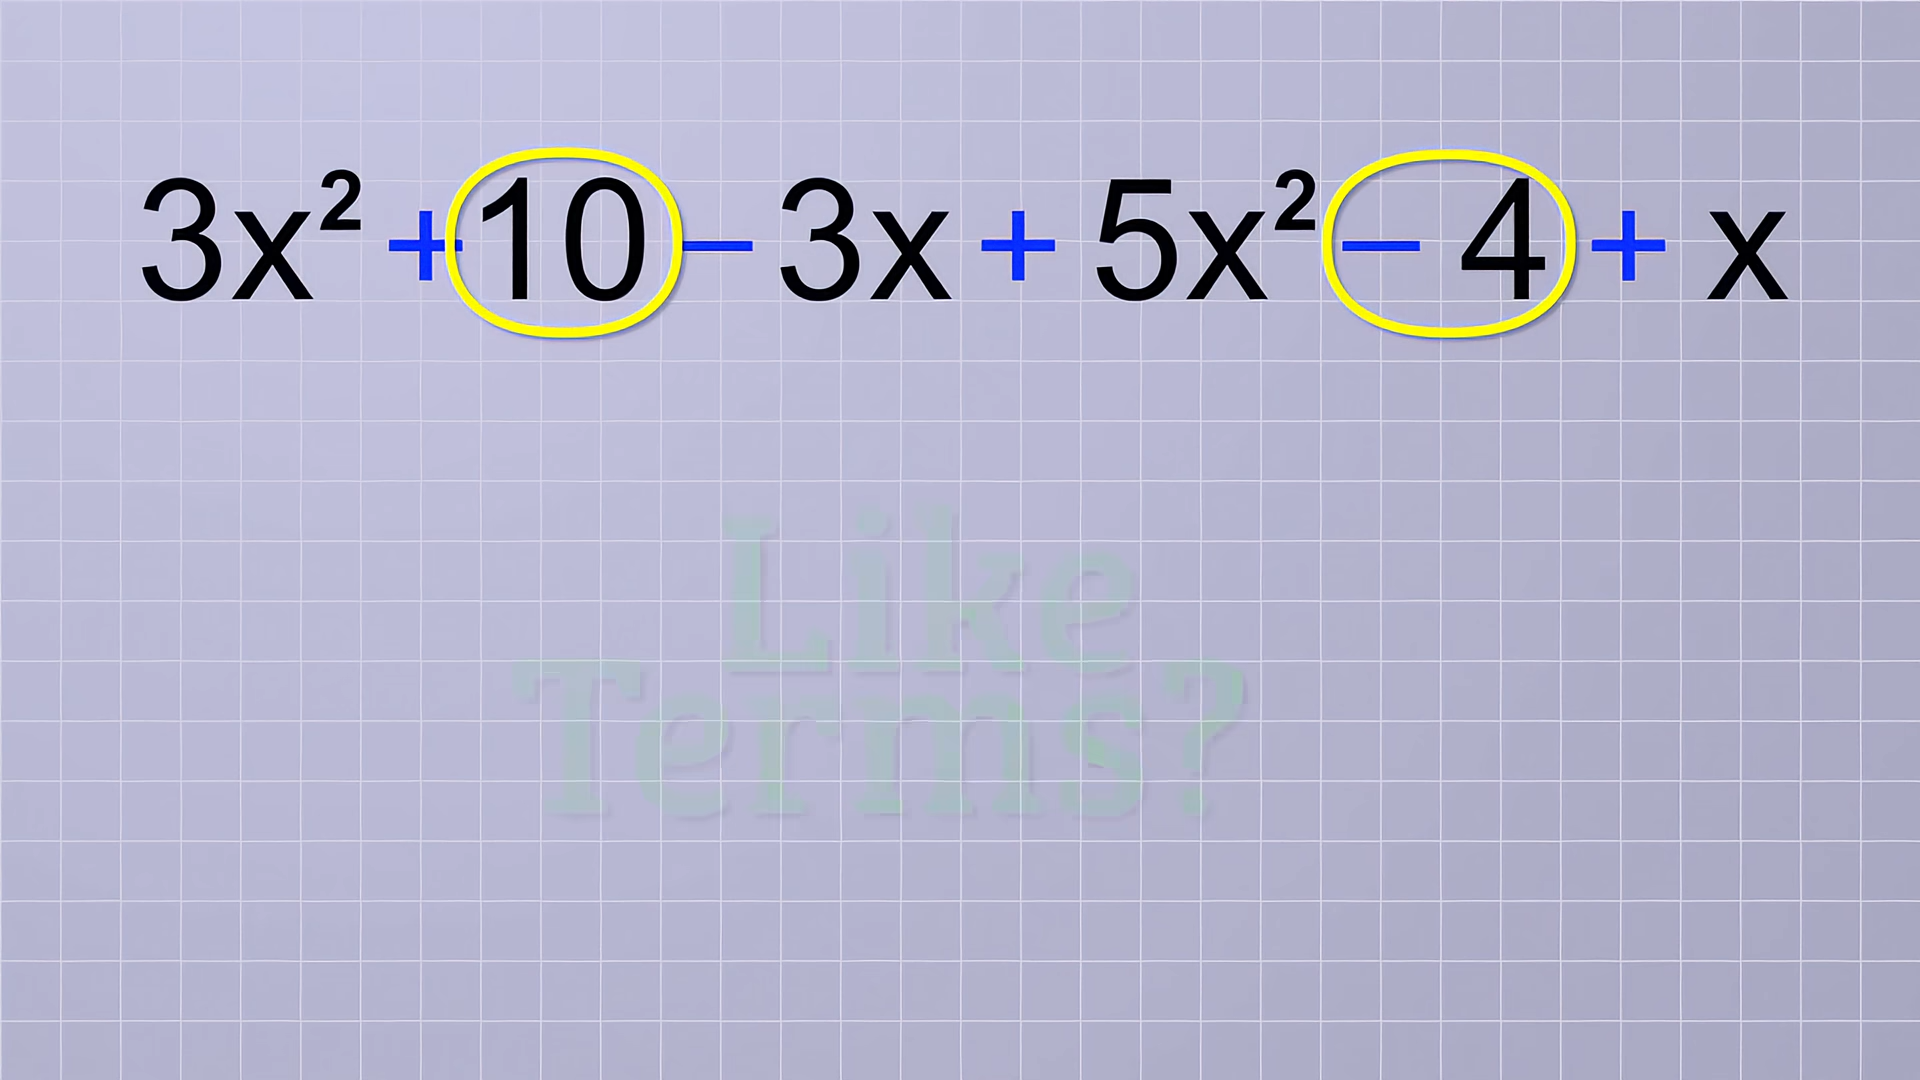 3x² + 10 − 3x + 5x² − 4 + x
Like
Terms?